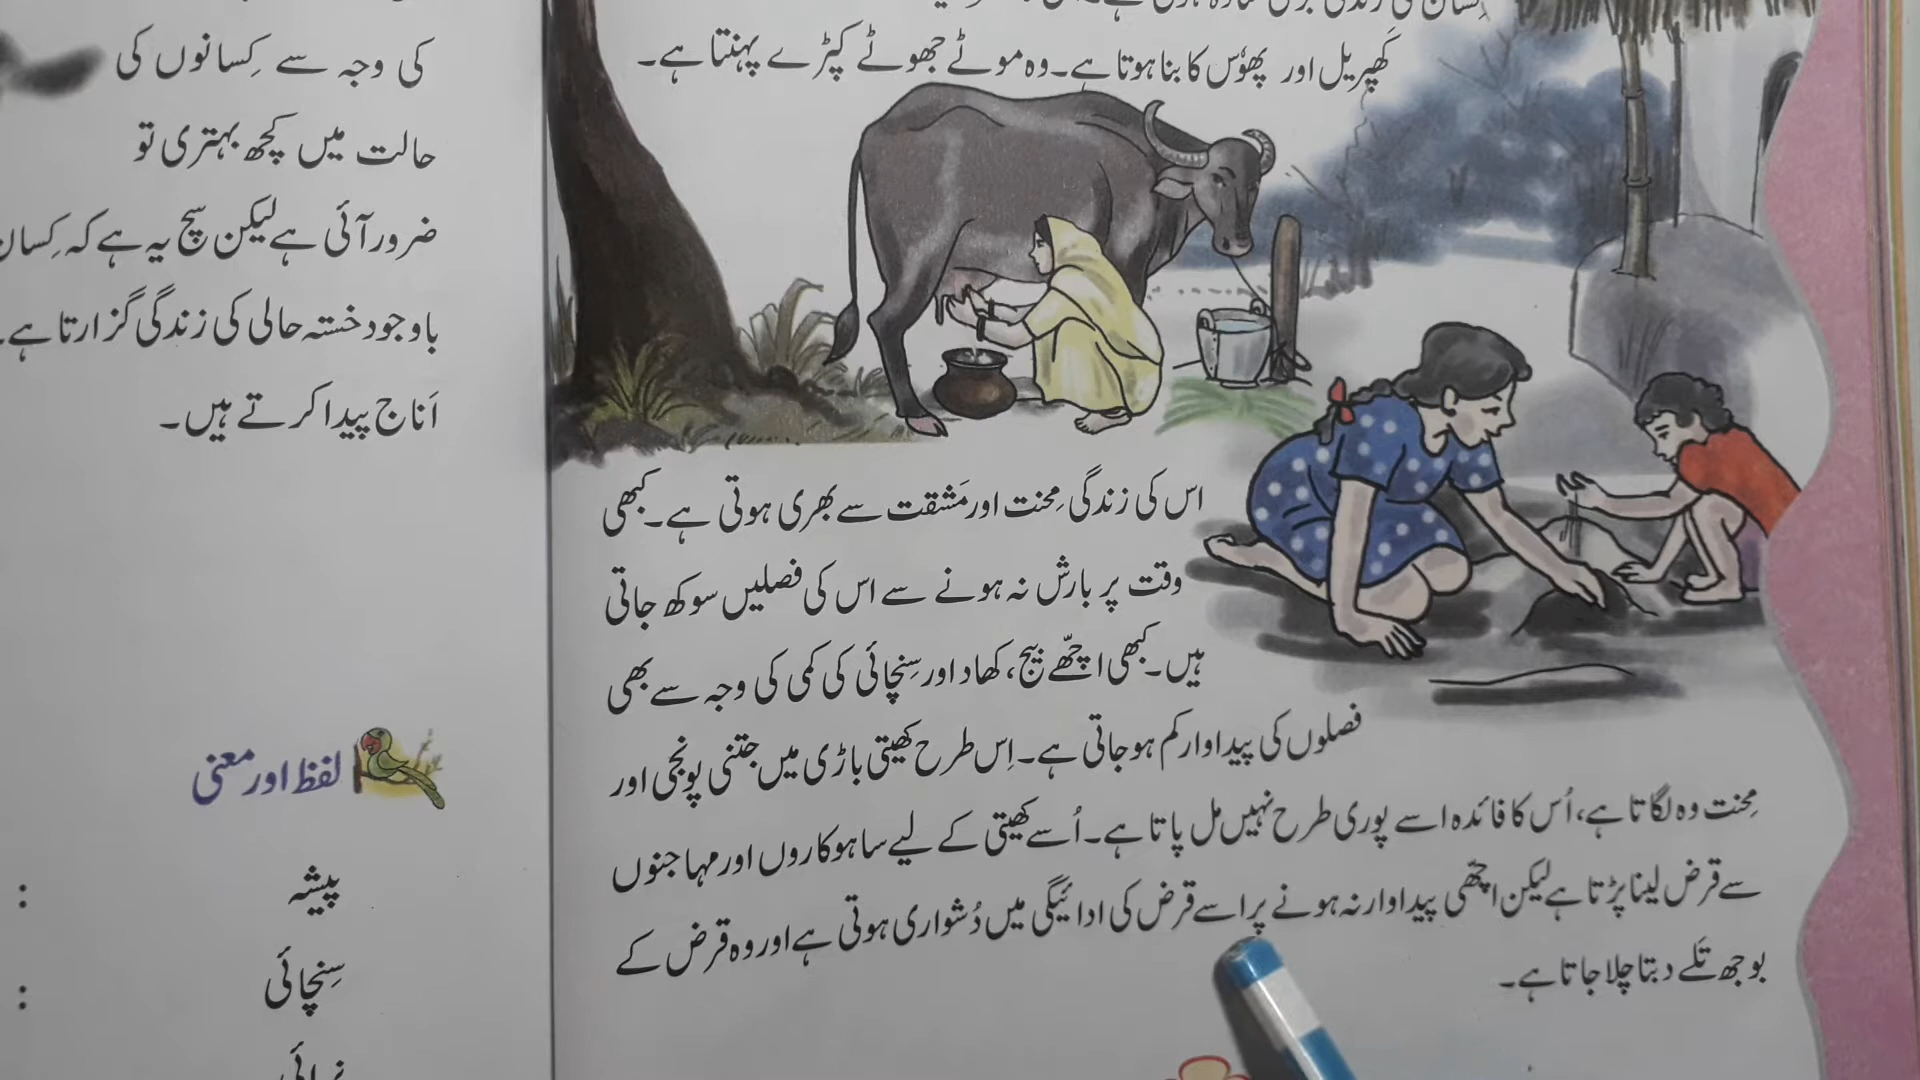 کھپریل اور پھوٗس کا بنا ہوتا ہے۔ وہ موٹے جھوٹے کپڑے پہنتا ہے۔
اس کی زندگی مِحنت اور مَشقت سے بھری ہوتی ہے۔ کبھی
وقت پر بارش نہ ہونے سے اس کی فصلیں سوکھ جاتی
ہیں۔ کبھی اچھّے بیج، کھاد اور سِنچائی کی کمی کی وجہ سے بھی
فصلوں کی پیداوار کم ہو جاتی ہے۔ اِس طرح کھیتی باڑی میں جتنی پونجی اور
مِحنت وہ لگاتا ہے، اُس کا فائدہ اسے پوری طرح نہیں مل پاتا ہے۔ اُسے کھیتی کے لیے ساہوکاروں اور مہاجنوں
سے قرض لینا پڑتا ہے لیکن اچھّی پیداوار نہ ہونے پر اسے قرض کی ادائیگی میں دُشواری ہوتی ہے اور وہ قرض کے
بوجھ تَلے دبتا چلا جاتا ہے۔
کی وجہ سے کِسانوں کی
حالت میں کچھ بہتری تو
ضرور آئی ہے لیکن سچ یہ ہے کہ کِسان
باوجود خستہ حالی کی زندگی گزارتا ہے۔
اَناج پیدا کرتے ہیں۔
لفظ اور معنی
پیشہ :
سِنچائی :